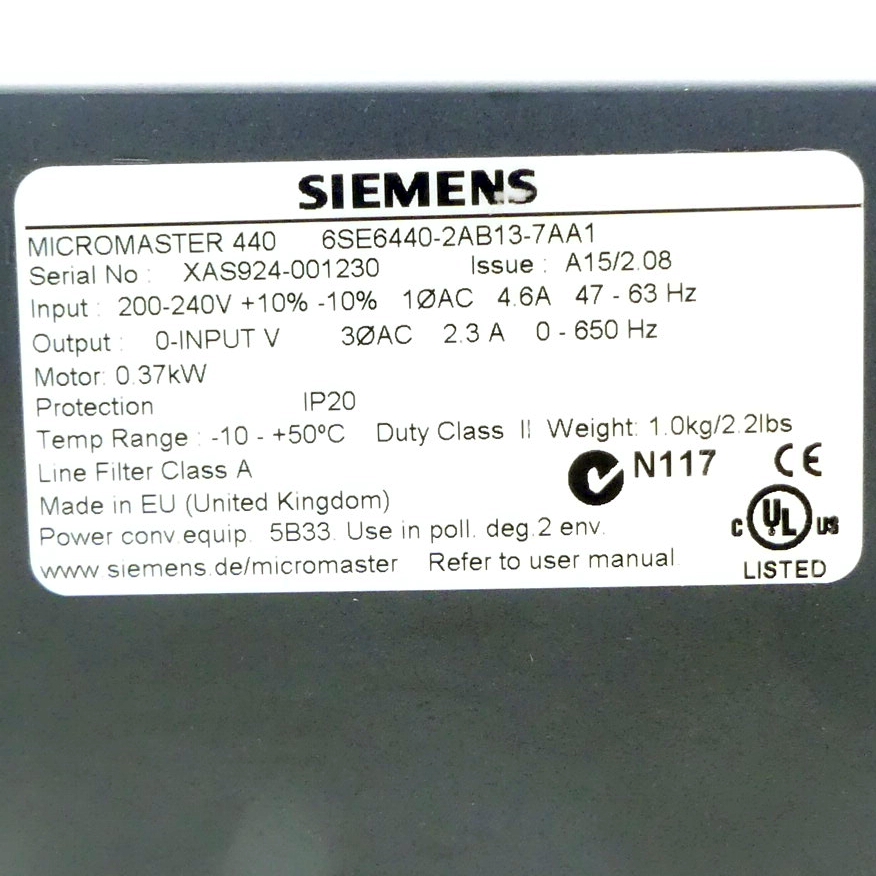 SIEMENS
MICROMASTER 440 6SE6440-2AB13-7AA1
Serial No : XAS924-001230 Issue : A15/2.08
Input : 200-240V +10% -10% 1ØAC 4.6A 47 - 63 Hz
Output : 0-INPUT V 3ØAC 2.3 A 0 - 650 Hz
Motor: 0.37kW
Protection IP20
Temp Range : -10 - +50ºC Duty Class II Weight: 1.0kg/2.2lbs
Line Filter Class A N117 CE
Made in EU (United Kingdom)
Power conv.equip. 5B33. Use in poll. deg.2 env. C UL US
www.siemens.de/micromaster Refer to user manual. LISTED